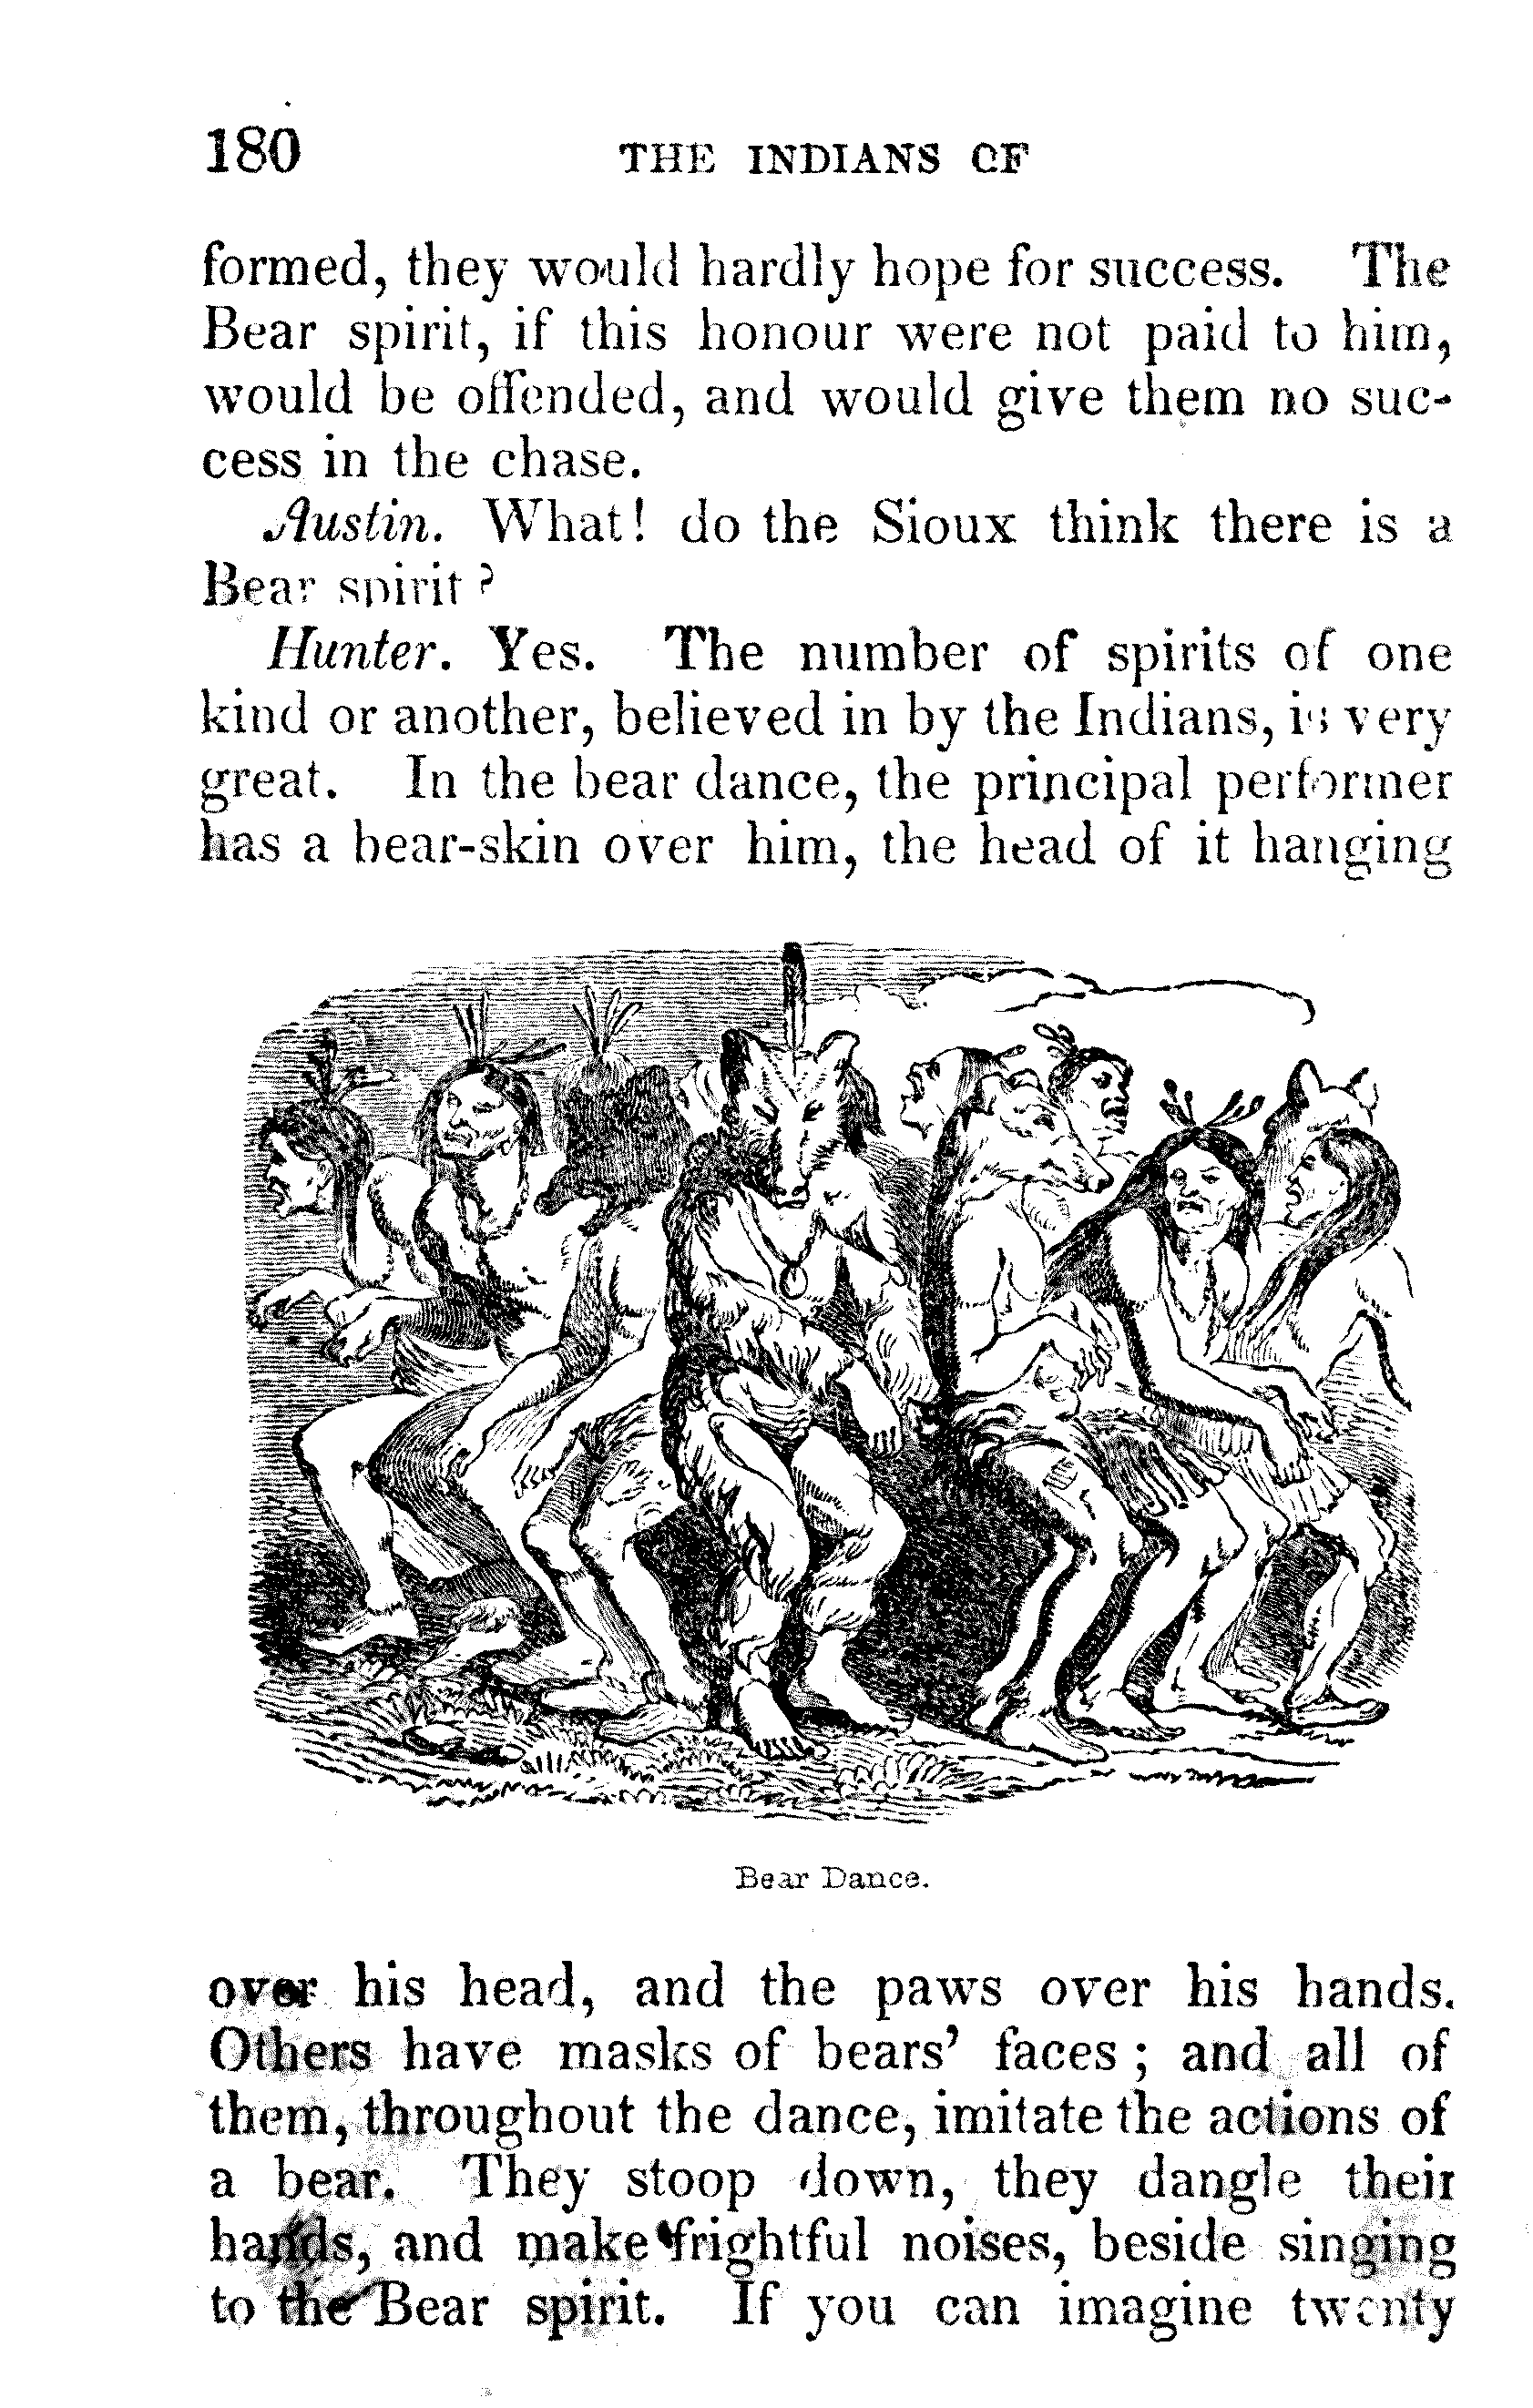 180 THE INDIANS OF
formed, they would hardly hope for success. The
Bear spirit, if this honour were not paid to him,
would be offended, and would give them no suc-
cess in the chase.
Austin. What! do the Sioux think there is a
Bear spirit?
Hunter. Yes. The number of spirits of one
kind or another, believed in by the Indians, is very
great. In the bear dance, the principal performer
has a bear-skin over him, the head of it hanging
Bear Dance.
over his head, and the paws over his hands.
Others have masks of bears' faces; and all of
them, throughout the dance, imitate the actions of
a bear. They stoop down, they dangle their
hands, and make frightful noises, beside singing
to the Bear spirit. If you can imagine twenty